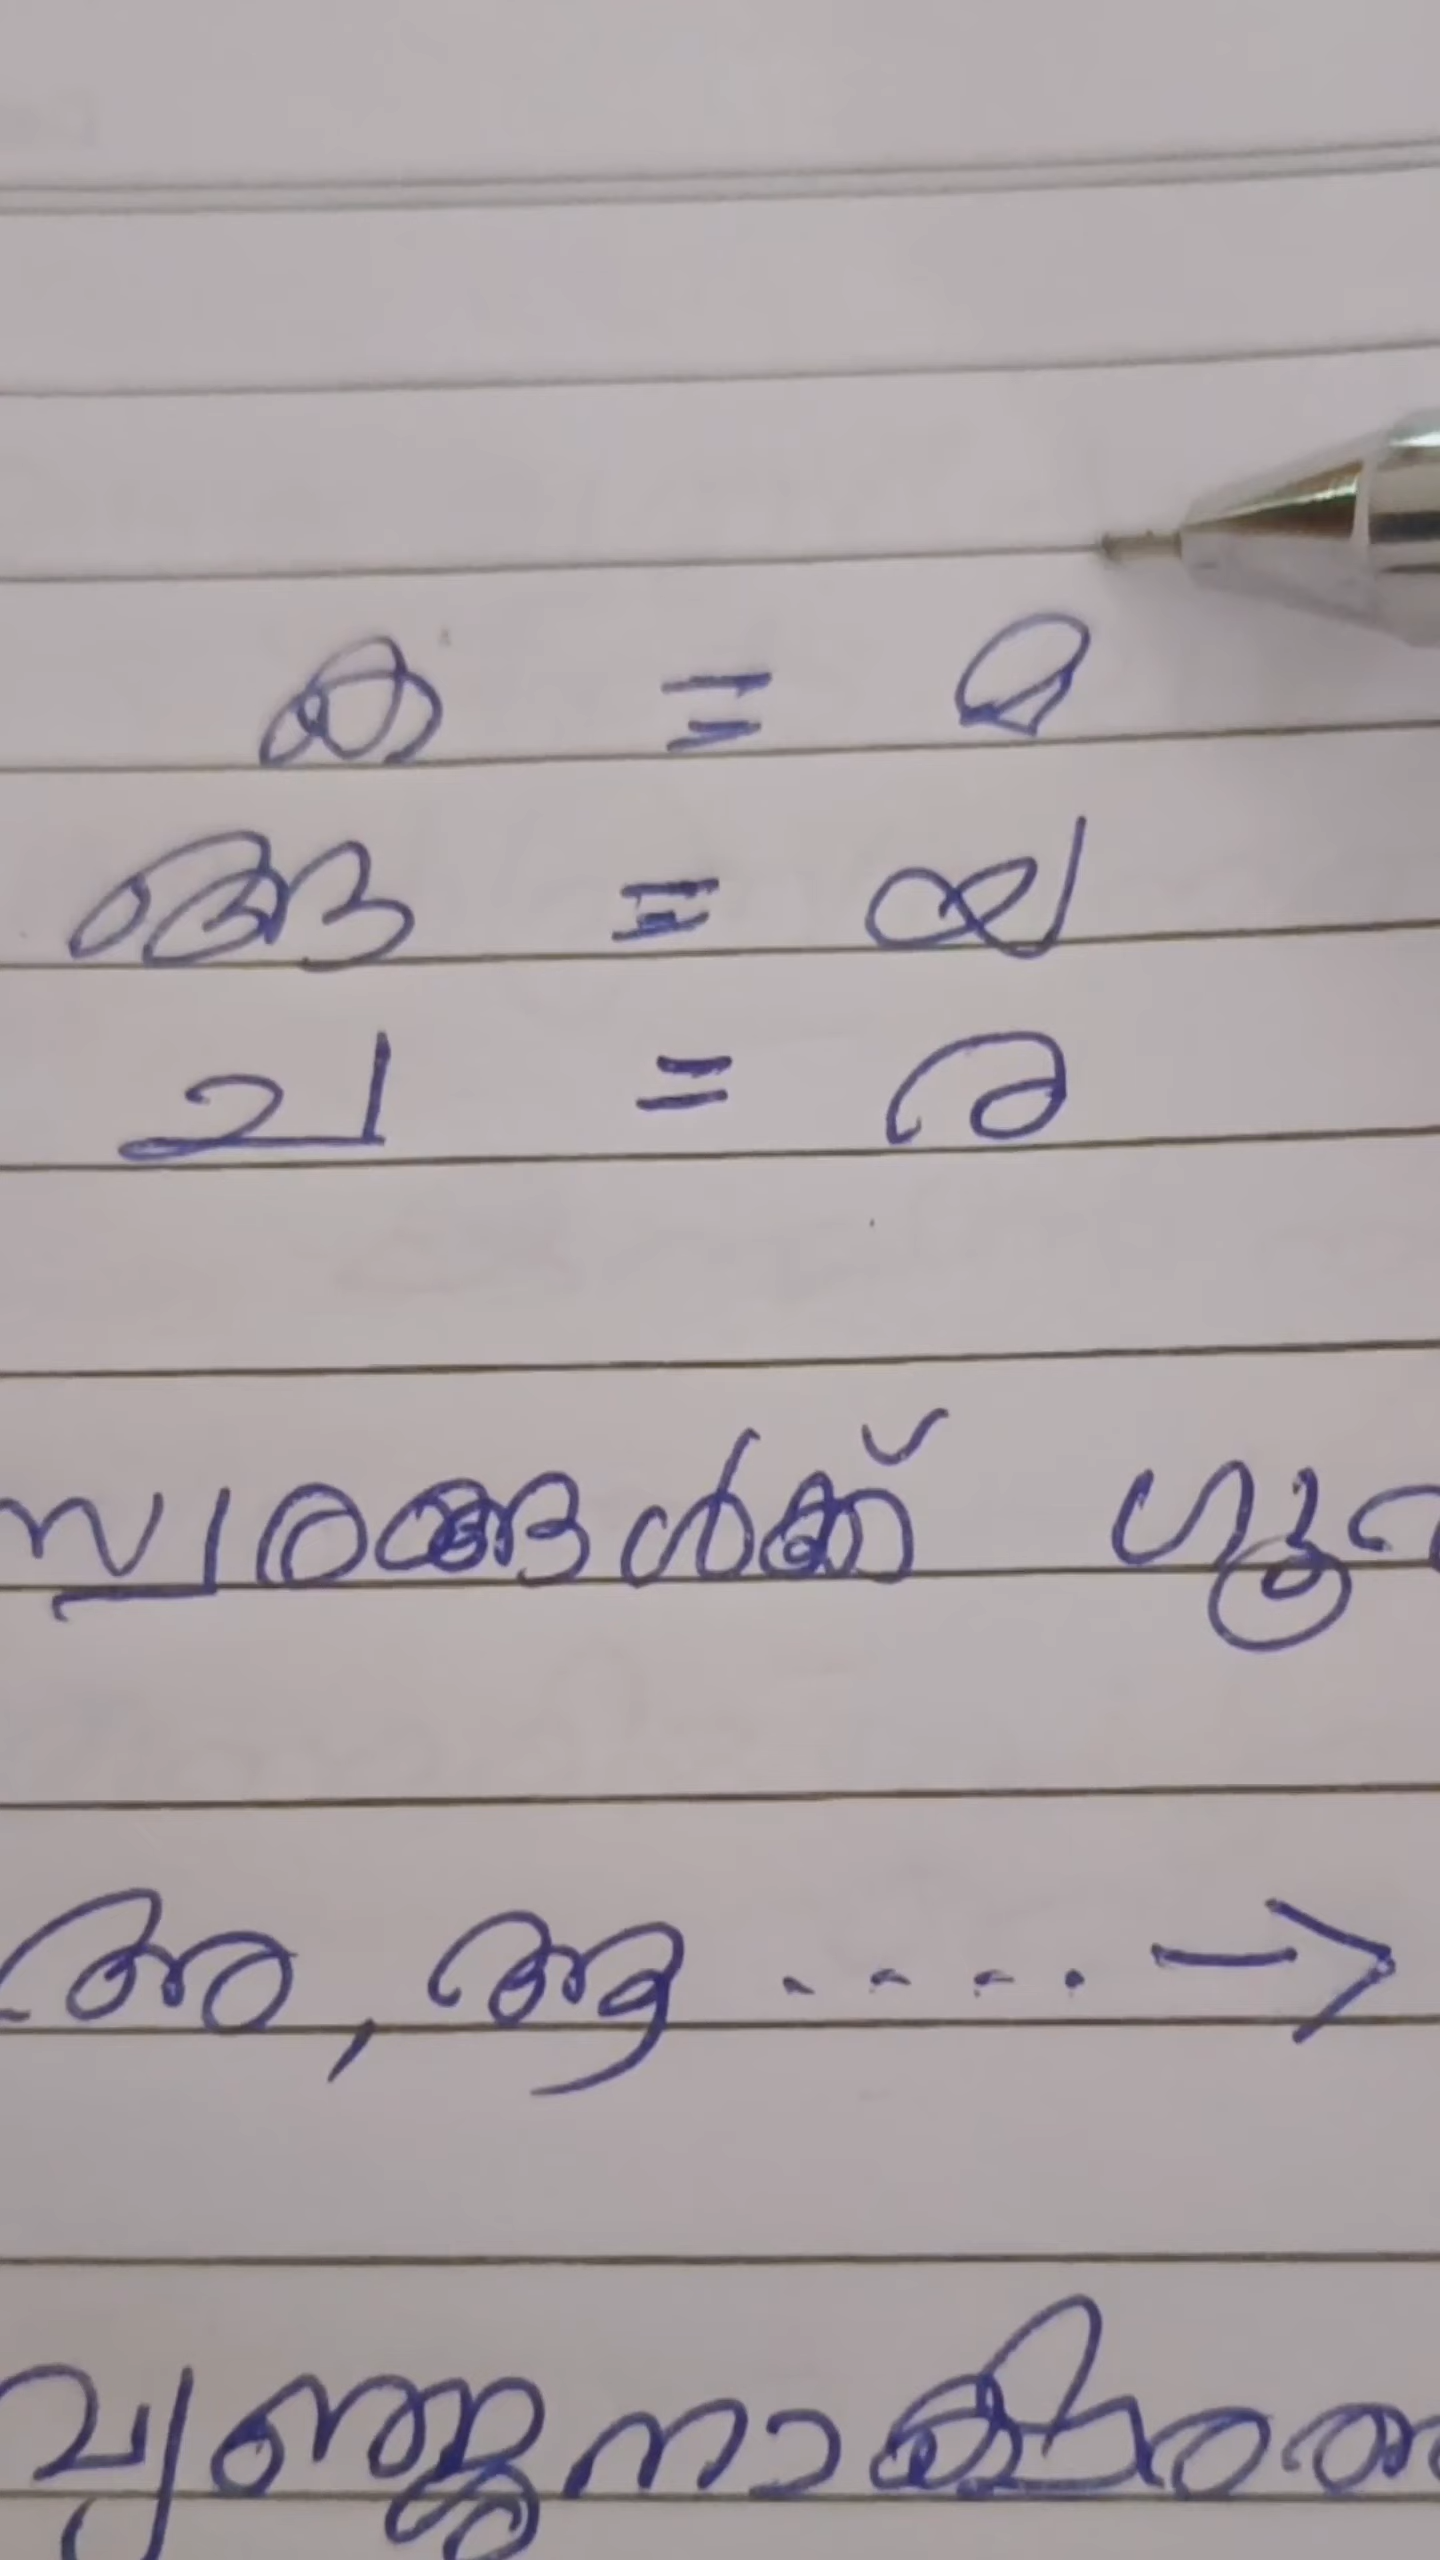 ക = മ
ങ = യ
ച = ര
സ്വരങ്ങൾക്ക്
അ, ആ .... →